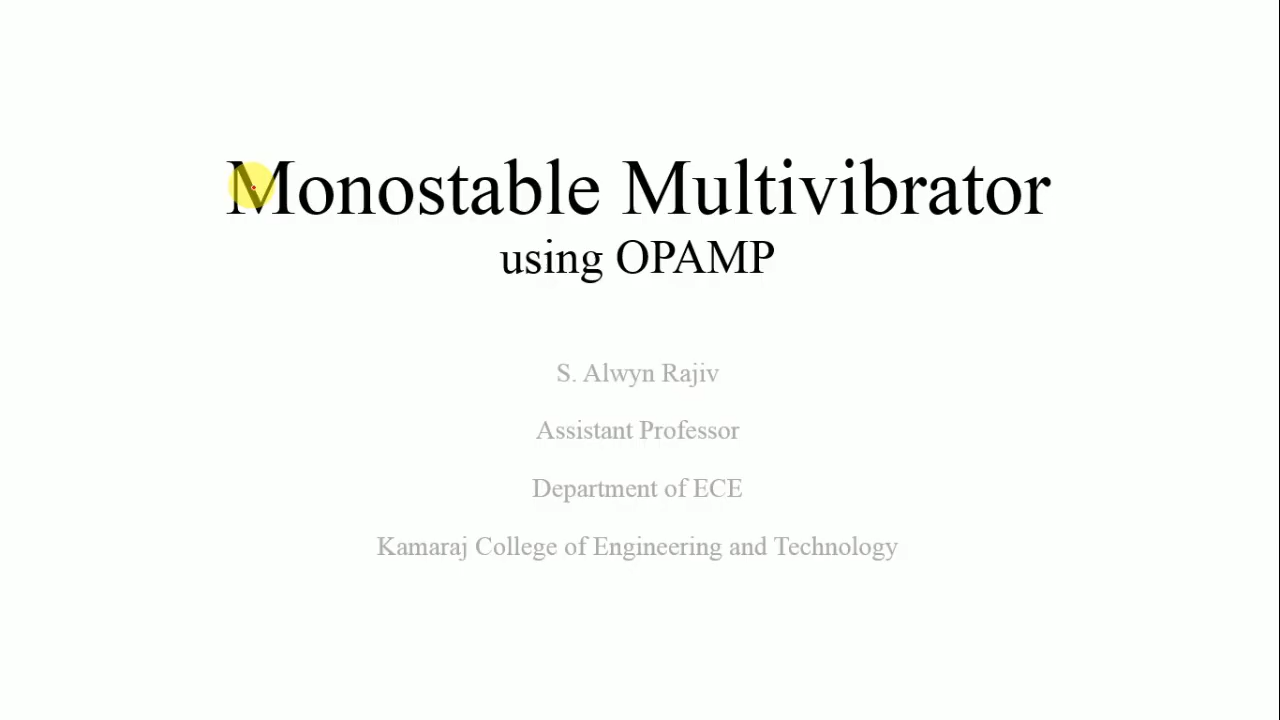 Monostable Multivibrator
using OPAMP
S. Alwyn Rajiv
Assistant Professor
Department of ECE
Kamaraj College of Engineering and Technology